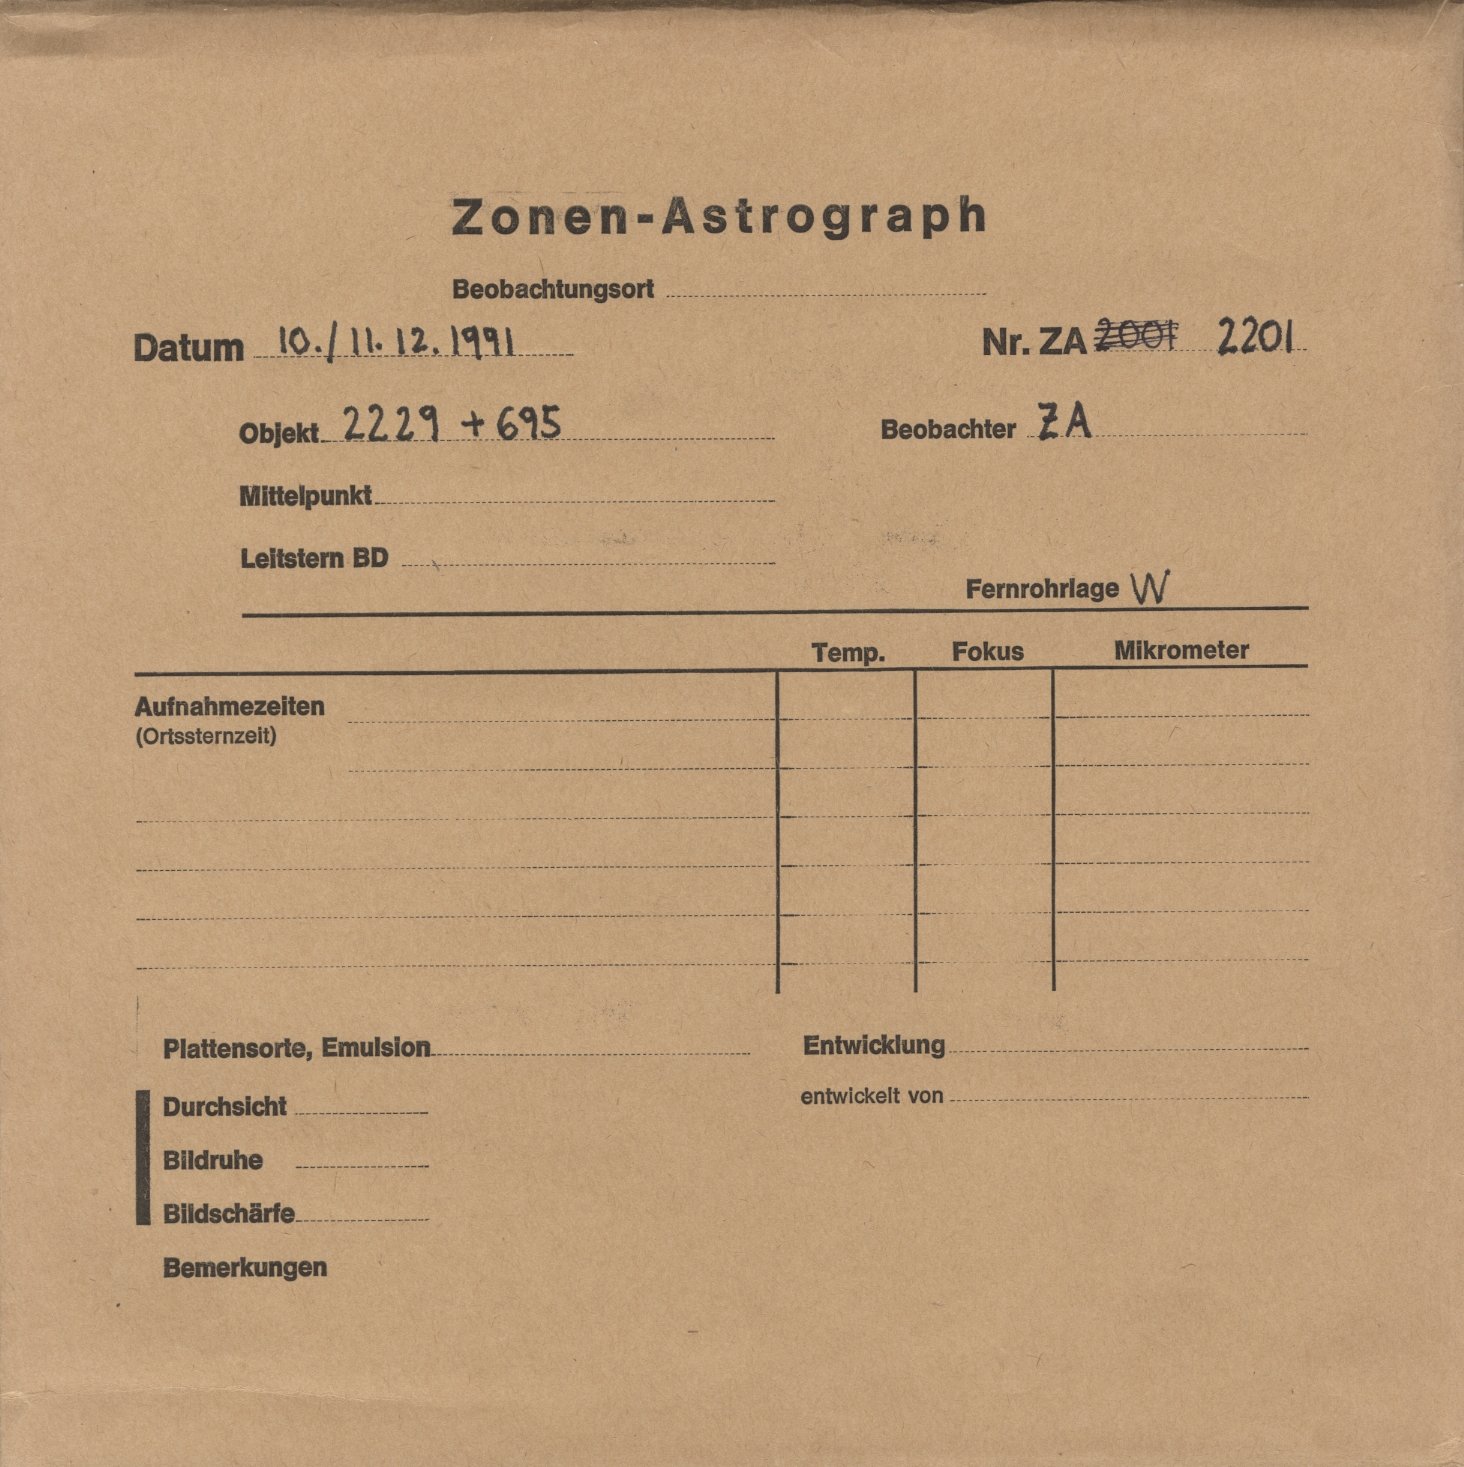 Zonen-Astrograph
Beobachtungsort
Datum 10./11.12.1991 Nr. ZA 2001 2201
Objekt 2229 +695 Beobachter ZA
Mittelpunkt
Leitstern BD
Fernrohrlage W
Temp. Fokus Mikrometer
Aufnahmezeiten
(Ortssternzeit)
Plattensorte, Emulsion Entwicklung
Durchsicht entwickelt von
Bildruhe
Bildschärfe
Bemerkungen